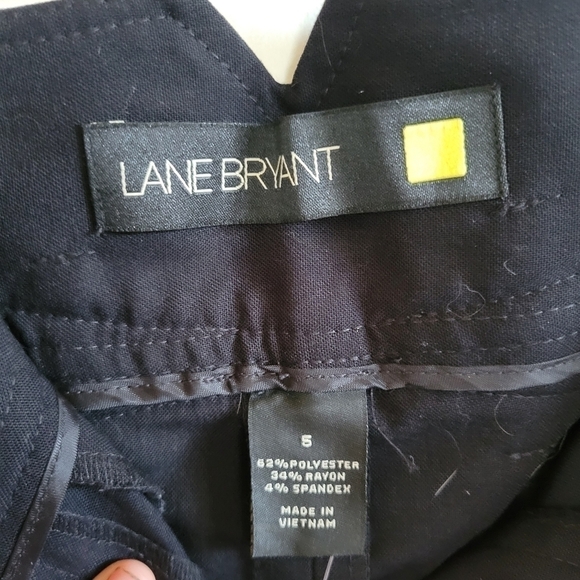 LANE BRYANT
5
62% POLYESTER
34% RAYON
4% SPANDEX
MADE IN
VIETNAM